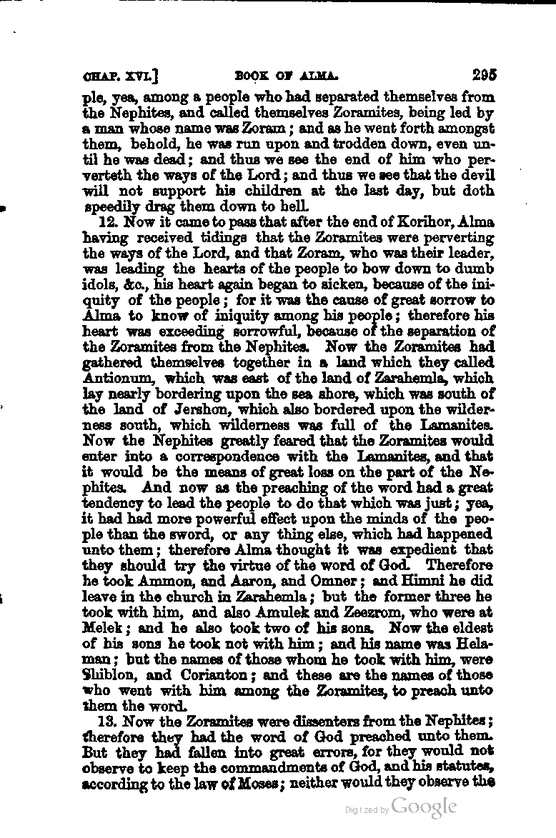 CHAP. XVI.] BOOK OF ALMA. 295
ple, yea, among a people who had separated themselves from
the Nephites, and called themselves Zoramites, being led by
a man whose name was Zoram; and as he went forth amongst
them, behold, he was run upon and trodden down, even un-
til he was dead; and thus we see the end of him who per-
verteth the ways of the Lord; and thus we see that the devil
will not support his children at the last day, but doth
speedily drag them down to hell.
12. Now it came to pass that after the end of Korihor, Alma
having received tidings that the Zoramites were perverting
the ways of the Lord, and that Zoram, who was their leader,
was leading the hearts of the people to bow down to dumb
idols, &c., his heart again began to sicken, because of the ini-
quity of the people; for it was the cause of great sorrow to
Alma to know of iniquity among his people; therefore his
heart was exceeding sorrowful, because of the separation of
the Zoramites from the Nephites. Now the Zoramites had
gathered themselves together in a land which they called
Antionum, which was east of the land of Zarahemla, which
lay nearly bordering upon the sea shore, which was south of
the land of Jershon, which also bordered upon the wilder-
ness south, which wilderness was full of the Lamanites.
Now the Nephites greatly feared that the Zoramites would
enter into a correspondence with the Lamanites, and that
it would be the means of great loss on the part of the Ne-
phites. And now as the preaching of the word had a great
tendency to lead the people to do that which was just; yea,
it had had more powerful effect upon the minds of the peo-
ple than the sword, or any thing else, which had happened
unto them; therefore Alma thought it was expedient that
they should try the virtue of the word of God. Therefore
he took Ammon, and Aaron, and Omner; and Himni he did
leave in the church in Zarahemla; but the former three he
took with him, and also Amulek and Zeezrom, who were at
Melek; and he also took two of his sons. Now the eldest
of his sons he took not with him; and his name was Hela-
man; but the names of those whom he took with him, were
Shiblon, and Corianton; and these are the names of those
who went with him among the Zoramites, to preach unto
them the word.
13. Now the Zoramites were dissenters from the Nephites;
therefore they had the word of God preached unto them.
But they had fallen into great errors, for they would not
observe to keep the commandments of God, and his statutes,
according to the law of Moses; neither would they observe the
Digitized by Google